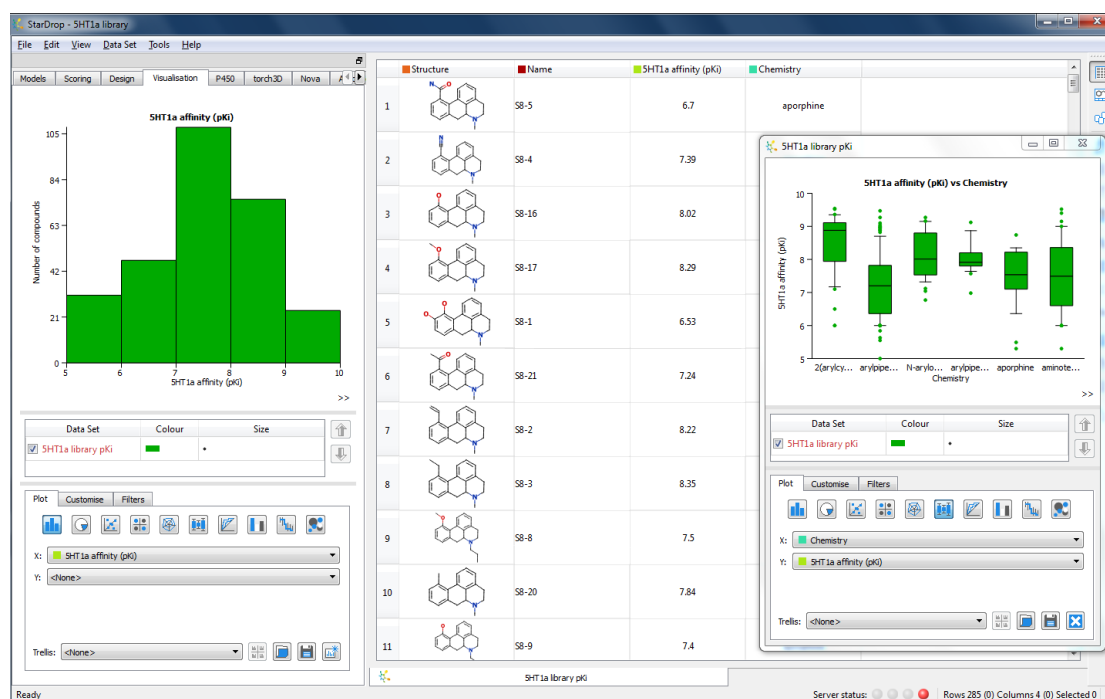 StarDrop - 5HT1a library
File Edit View Data Set Tools Help
Models Scoring Design Visualisation P450 torch3D Nova
5HT1a affinity (pKi)
Number of compounds
105
84
63
42
21
0
5 6 7 8 9 10
5HT1a affinity (pKi)
>>
Data Set Colour Size
5HT1a library pKi
Plot Customise Filters
X: 5HT1a affinity (pKi)
Y: <None>
Trellis: <None>
Structure Name 5HT1a affinity (pKi) Chemistry
1 S8-5 6.7 aporphine
2 S8-4 7.39
3 S8-16 8.02
4 S8-17 8.29
5 S8-1 6.53
6 S8-21 7.24
7 S8-2 8.22
8 S8-3 8.35
9 S8-8 7.5
10 S8-20 7.84
11 S8-9 7.4
5HT1a library pKi
5HT1a library pKi
5HT1a affinity (pKi) vs Chemistry
5HT1a affinity (pKi)
10
9
8
7
6
5
2(arylcy... arylpipe... N-arylo... arylpipe... aporphine aminote...
Chemistry
>>
Data Set Colour Size
5HT1a library pKi
Plot Customise Filters
X: Chemistry
Y: 5HT1a affinity (pKi)
Trellis: <None>
Ready
Server status: Rows 285 (0) Columns 4 (0) Selected 0